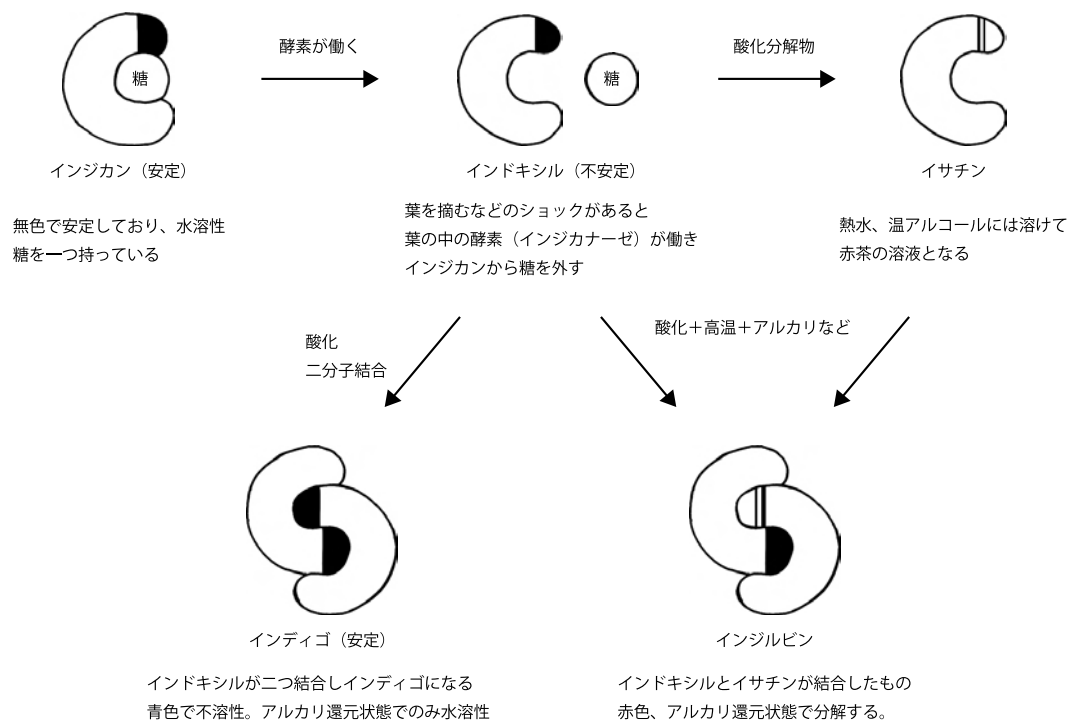 糖
酵素が働く
糖
酸化分解物
インジカン（安定）
インドキシル（不安定）
イサチン
無色で安定しており、水溶性
糖を一つ持っている
葉を摘むなどのショックがあると
葉の中の酵素（インジカナーゼ）が働き
インジカンから糖を外す
熱水、温アルコールには溶けて
赤茶の溶液となる
酸化
二分子結合
酸化＋高温＋アルカリなど
インディゴ（安定）
インジルビン
インドキシルが二つ結合しインディゴになる
青色で不溶性。アルカリ還元状態でのみ水溶性
インドキシルとイサチンが結合したもの
赤色、アルカリ還元状態で分解する。